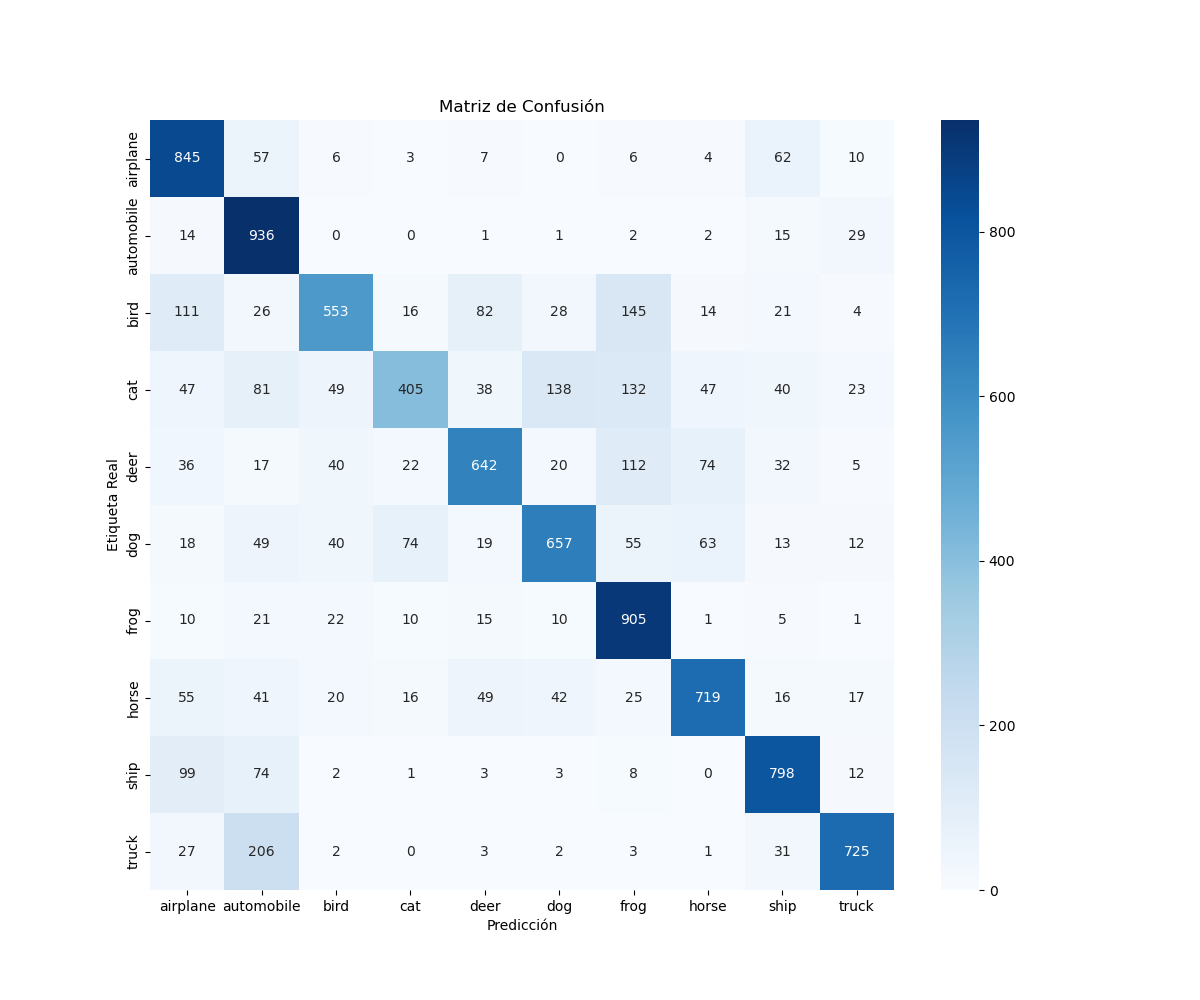 Matriz de Confusión
airplane 845 57 6 3 7 0 6 4 62 10
automobile 14 936 0 0 1 1 2 2 15 29
bird 111 26 553 16 82 28 145 14 21 4
cat 47 81 49 405 38 138 132 47 40 23
deer 36 17 40 22 642 20 112 74 32 5
dog 18 49 40 74 19 657 55 63 13 12
frog 10 21 22 10 15 10 905 1 5 1
horse 55 41 20 16 49 42 25 719 16 17
ship 99 74 2 1 3 3 8 0 798 12
truck 27 206 2 0 3 2 3 1 31 725
Etiqueta Real
airplane automobile bird cat deer dog frog horse ship truck
Predicción
800
600
400
200
0